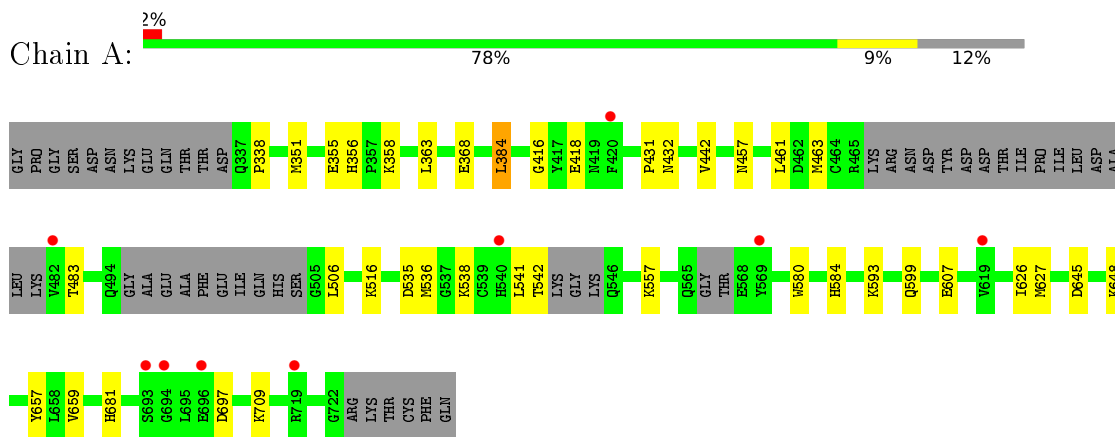 2%
Chain A:
78% 9% 12%
GLY PRO GLY SER ASP ASN LYS GLU GLN THR THR ASP Q337 P338 M351 E355 H356 P357 K358 L363 E368 L384 G416 Y417 E418 N419 F420 P431 N432 V442 N457 L461 D462 M463 C464 R465 LYS ARG ASN ASP TYR ASP ASP THR ILE PRO ILE LEU ASP ALA
LEU LYS V482 T483 Q494 GLY ALA GLU ALA PHE GLU ILE GLN HIS SER G505 L506 K516 D535 M536 G537 K538 C539 H540 L541 T542 LYS GLY LYS Q546 K557 Q565 GLY THR E568 Y569 W580 H584 K593 Q599 E607 V619 I626 M627 D645 K648
Y657 L658 V659 H681 S693 G694 L695 E696 D697 K709 R719 G722 ARG LYS THR CYS PHE GLN